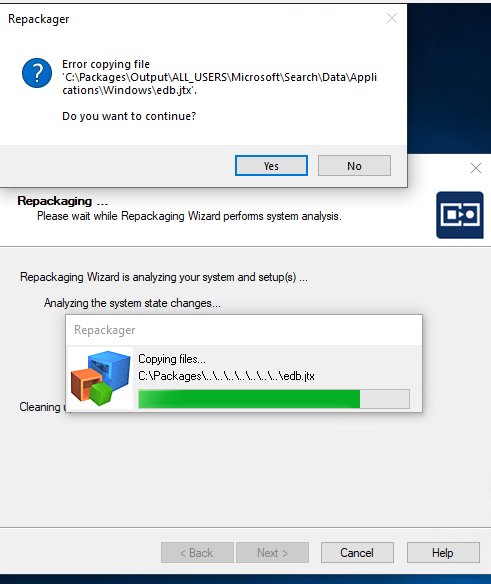 Repackager
Error copying file
'C:\Packages\Output\ALL_USERS\Microsoft\Search\Data\Appli
cations\Windows\edb.jtx'.
Do you want to continue?
Yes
No
Repackaging ...
Please wait while Repackaging Wizard performs system analysis.
Repackaging Wizard is analyzing your system and setup(s) ...
Analyzing the system state changes...
Repackager
Copying files...
C:\Packages\..\..\..\..\..\..\..\edb.jtx
Cleaning
< Back
Next >
Cancel
Help